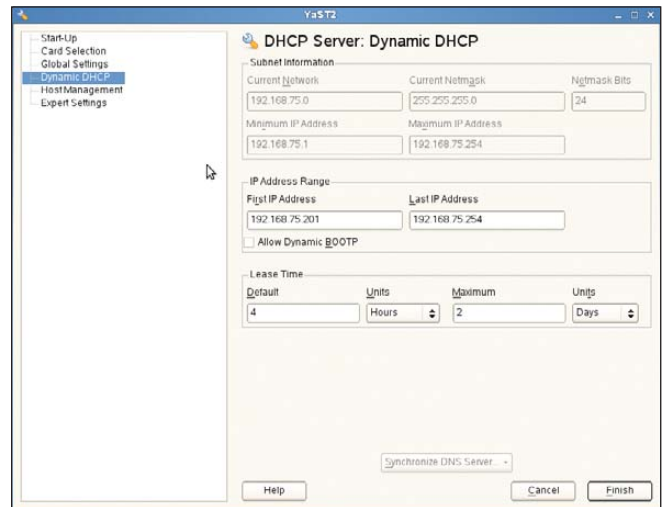 YaST2
Start-Up
Card Selection
Global Settings
Dynamic DHCP
Host Management
Expert Settings
DHCP Server: Dynamic DHCP
Subnet Information
Current Network Current Netmask Netmask Bits
192.168.75.0 255.255.255.0 24
Minimum IP Address Maximum IP Address
192.168.75.1 192.168.75.254
IP Address Range
First IP Address Last IP Address
192.168.75.201 192.168.75.254
Allow Dynamic BOOTP
Lease Time
Default Units Maximum Units
4 Hours 2 Days
Synchronize DNS Server...
Help Cancel Finish